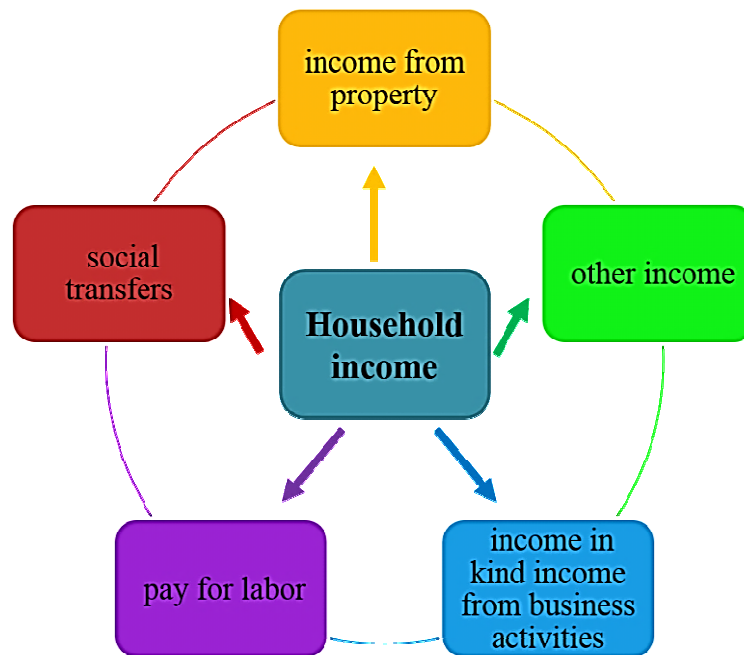 income from
property
social
transfers
other income
Household
income
pay for labor
income in
kind income
from business
activities